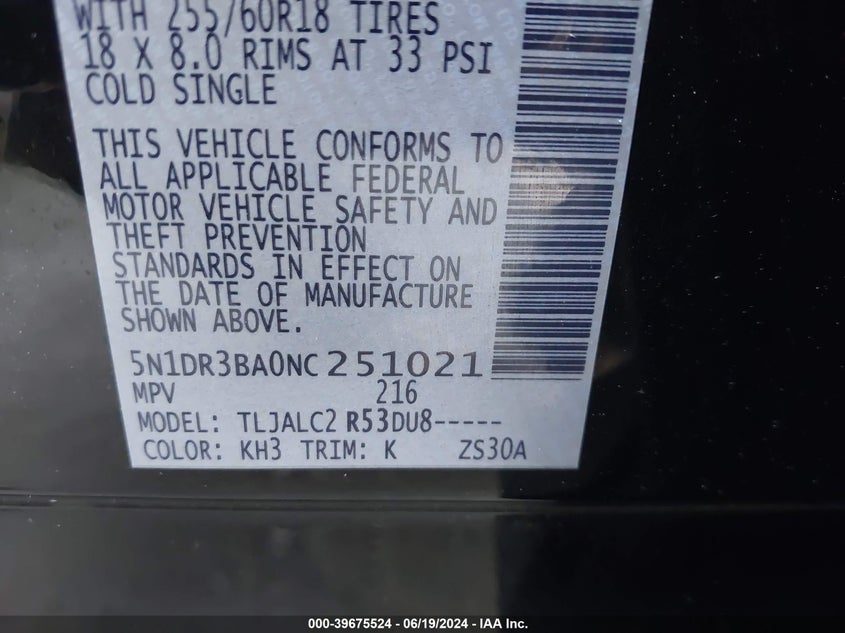 WITH 255/60R18 TIRES
18 X 8.0 RIMS AT 33 PSI
COLD SINGLE
THIS VEHICLE CONFORMS TO
ALL APPLICABLE FEDERAL
MOTOR VEHICLE SAFETY AND
THEFT PREVENTION
STANDARDS IN EFFECT ON
THE DATE OF MANUFACTURE
SHOWN ABOVE.
5N1DR3BA0NC251021
MPV 216
MODEL: TLJALC2 R53DU8-----
COLOR: KH3 TRIM: K ZS30A
000-39675524 - 06/19/2024 - IAA Inc.